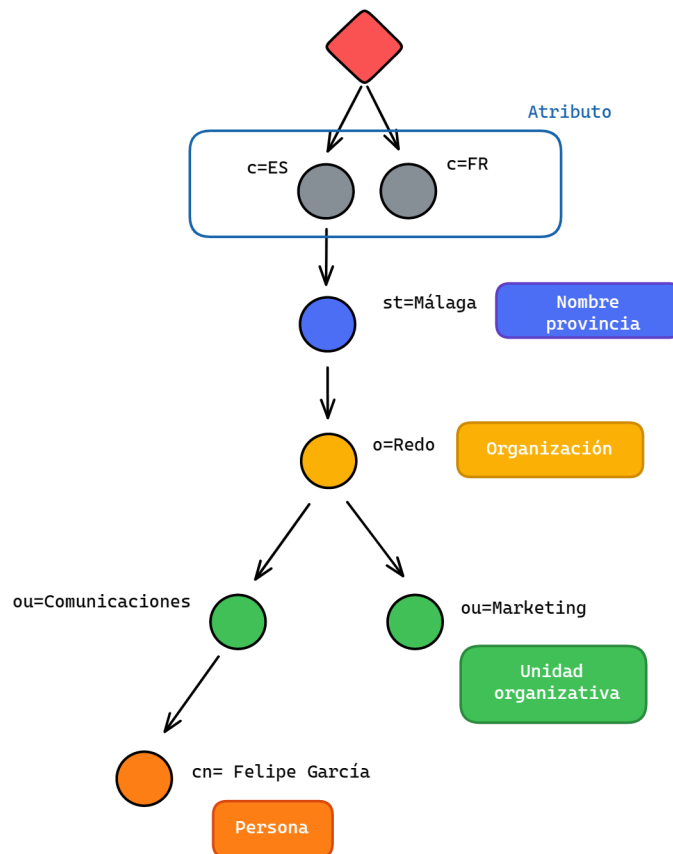 Atributo
c=ES
c=FR
st=Málaga
Nombre
provincia
o=Redo
Organización
ou=Comunicaciones
ou=Marketing
Unidad
organizativa
cn= Felipe García
Persona